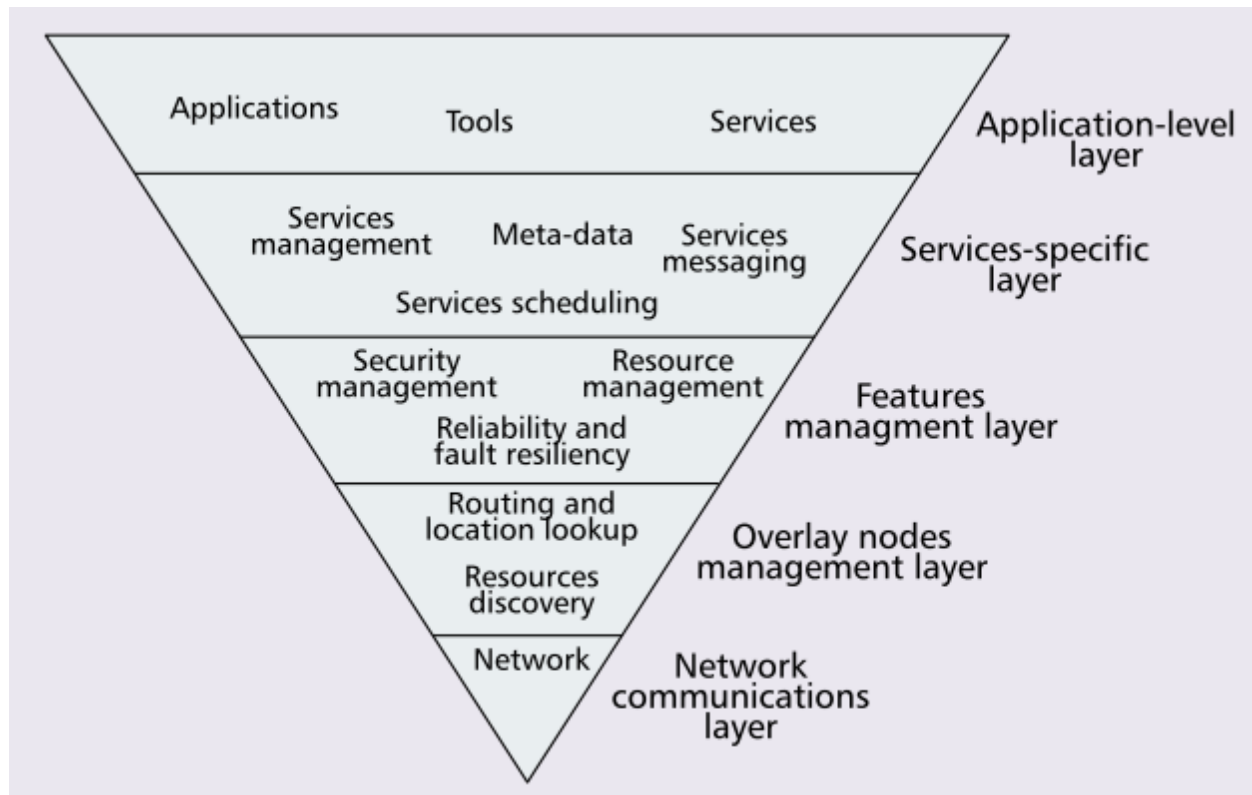 Applications
Tools
Services
Application-level
layer
Services
management
Meta-data
Services
messaging
Services scheduling
Services-specific
layer
Security
management
Resource
management
Reliability and
fault resiliency
Features
managment layer
Routing and
location lookup
Resources
discovery
Overlay nodes
management layer
Network
Network
communications
layer